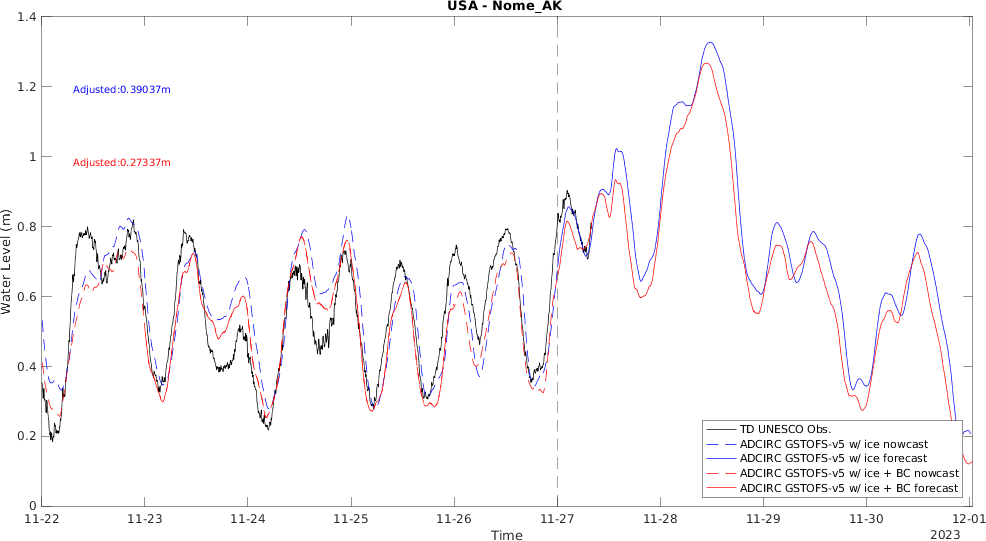 USA - Nome_AK
1.4
1.2
1
0.8
0.6
0.4
0.2
0
Water Level (m)
Adjusted:0.39037m
Adjusted:0.27337m
TD UNESCO Obs.
ADCIRC GSTOFS-v5 w/ ice nowcast
ADCIRC GSTOFS-v5 w/ ice forecast
ADCIRC GSTOFS-v5 w/ ice + BC nowcast
ADCIRC GSTOFS-v5 w/ ice + BC forecast
11-22 11-23 11-24 11-25 11-26 11-27 11-28 11-29 11-30 12-01
Time
2023